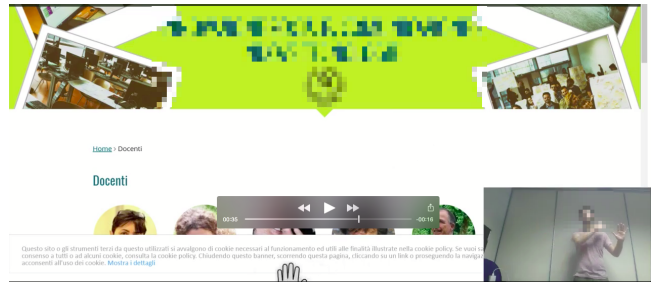 Home › Docenti
Docenti
00:35
-00:16
Questo sito o gli strumenti terzi da questo utilizzati si avvalgono di cookie necessari al funzionamento ed utili alle finalità illustrate nella cookie policy. Se vuoi
consenso a tutti o ad alcuni cookie, consulta la cookie policy. Chiudendo questo banner, scorrendo questa pagina, cliccando su un link o proseguendo la
acconsenti all'uso dei cookie. Mostra i dettagli